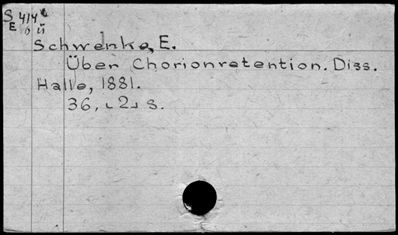 S 414
E
Schwenke, E.
Über Chorionretention. Diss.
Halle, 1881.
36, ⌞2⌟ S.